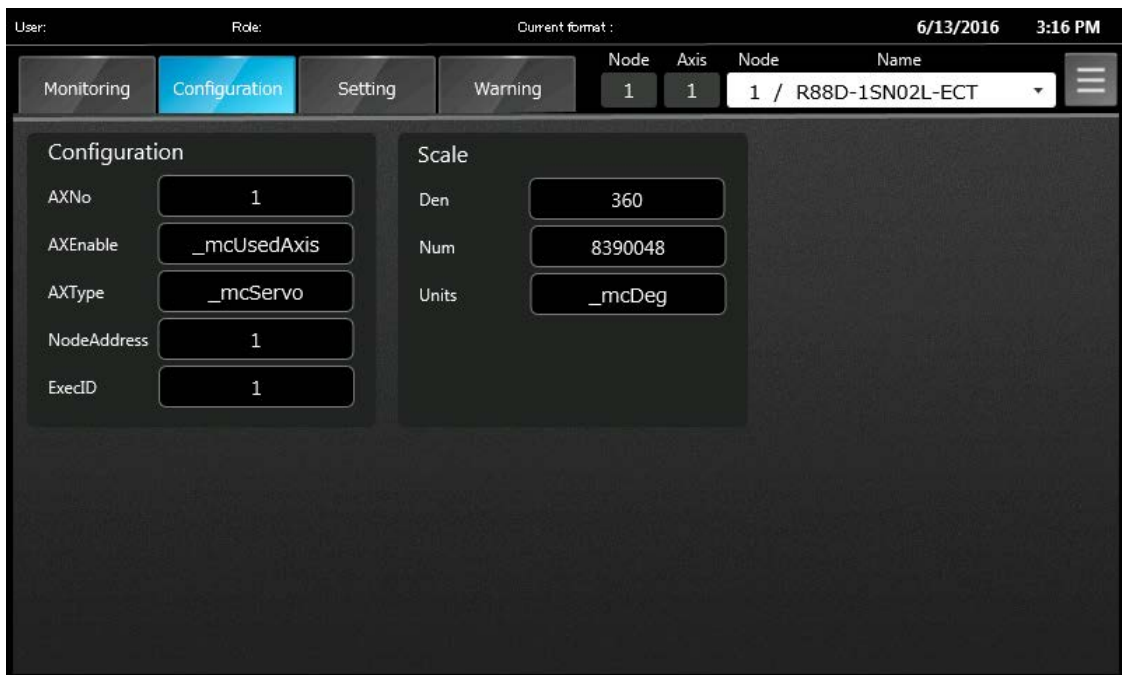 User: Role: Current format : 6/13/2016 3:16 PM
Monitoring Configuration Setting Warning
Node Axis Node Name
1 1 1 / R88D-1SN02L-ECT
Configuration
AXNo 1
AXEnable _mcUsedAxis
AXType _mcServo
NodeAddress 1
ExecID 1
Scale
Den 360
Num 8390048
Units _mcDeg